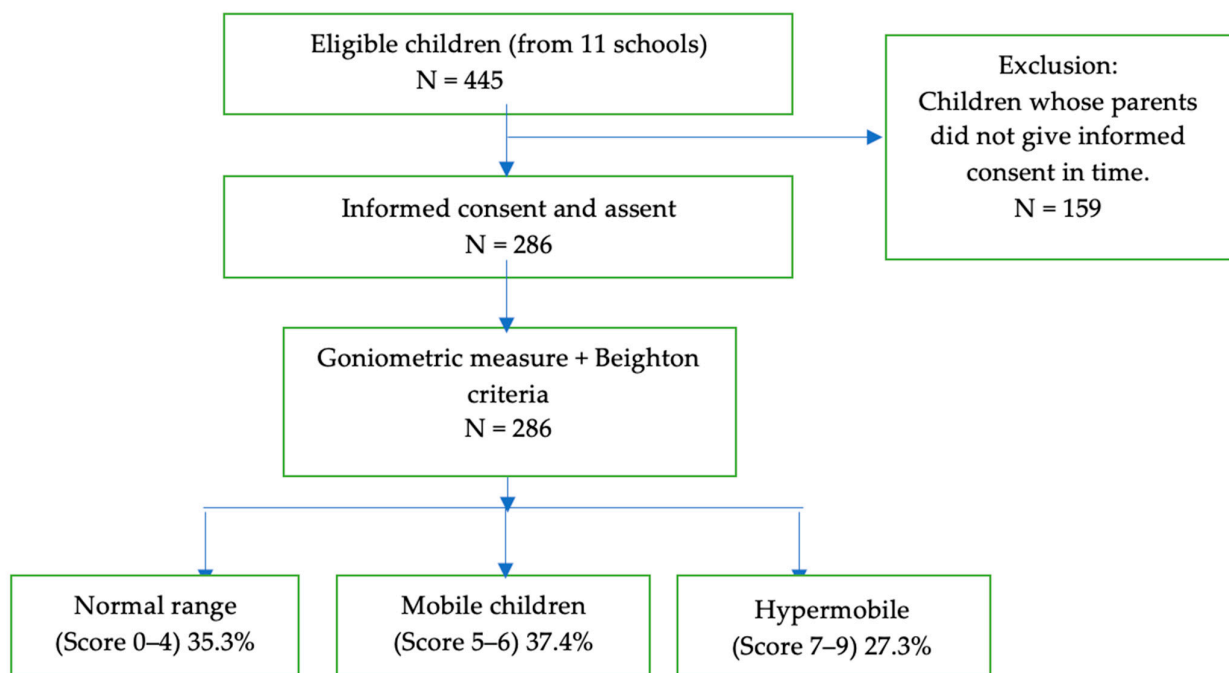 Eligible children (from 11 schools)
N = 445
Exclusion:
Children whose parents
did not give informed
consent in time.
N = 159
Informed consent and assent
N = 286
Goniometric measure + Beighton
criteria
N = 286
Normal range
(Score 0–4) 35.3%
Mobile children
(Score 5–6) 37.4%
Hypermobile
(Score 7–9) 27.3%